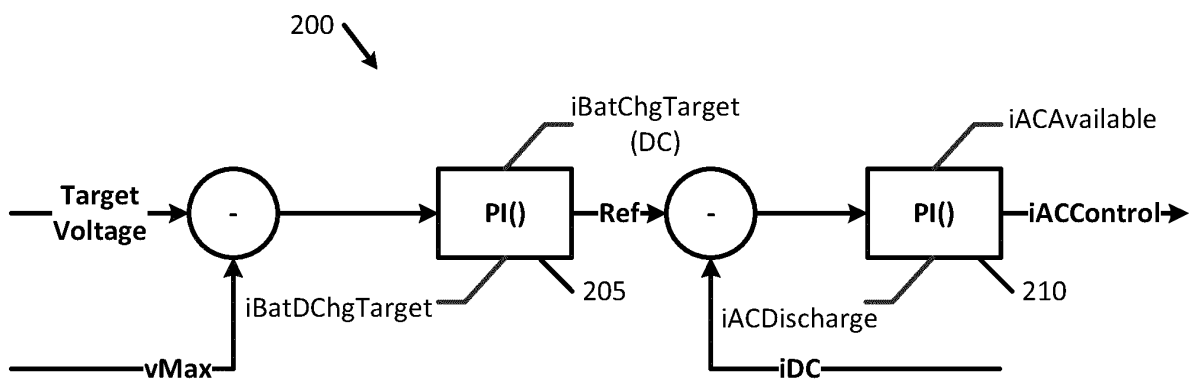 200
iBatChgTarget
(DC)
iACAvailable
Target
Voltage
-
PI()
Ref
-
PI()
iACControl
iBatDChgTarget
205
iACDischarge
210
vMax
iDC